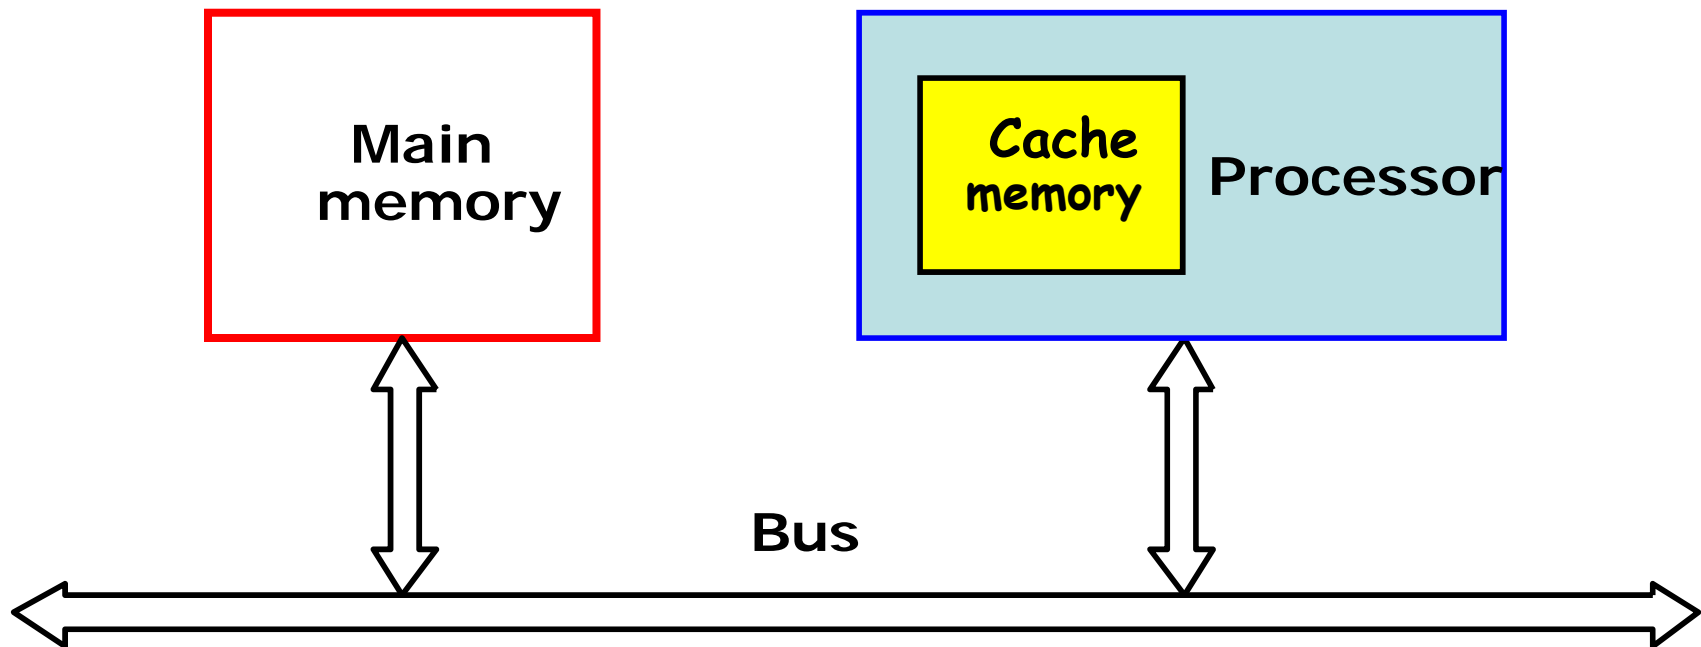 Main
memory
Cache
memory
Processor
Bus